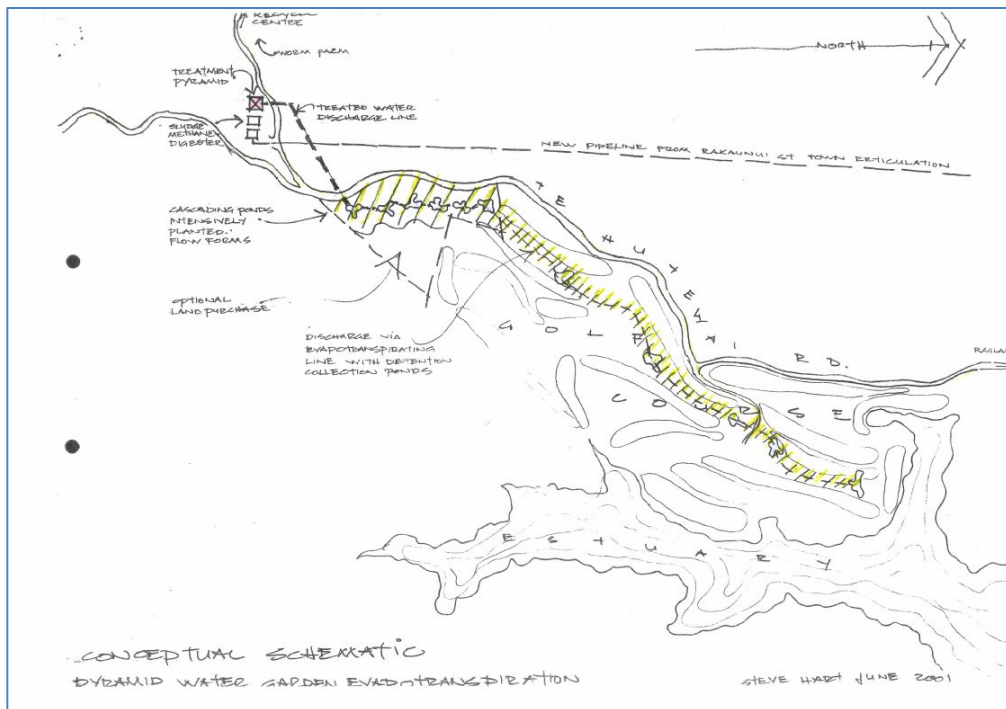 RECYCLE
CENTRE
WORM FARM
NORTH
TREATMENT
PYRAMID
TREATED WATER
DISCHARGE LINE
SLUDGE
METHANE
DIGESTER
NEW PIPELINE FROM RAKAUNUI ST TOWN RETICULATION
CASCADING PONDS
INTENSIVELY
PLANTED.
FLOW FORMS
TE HUTEWAI RD.
OPTIONAL
LAND PURCHASE
DISCHARGE VIA
EVAPOTRANSPIRATING
LINE WITH DETENTION
COLLECTION PONDS
GOLF
COURSE
RAGLA
ESTUARY
CONCEPTUAL SCHEMATIC
PYRAMID WATER GARDEN EVAPOTRANSPIRATION
STEVE HART JUNE 2001